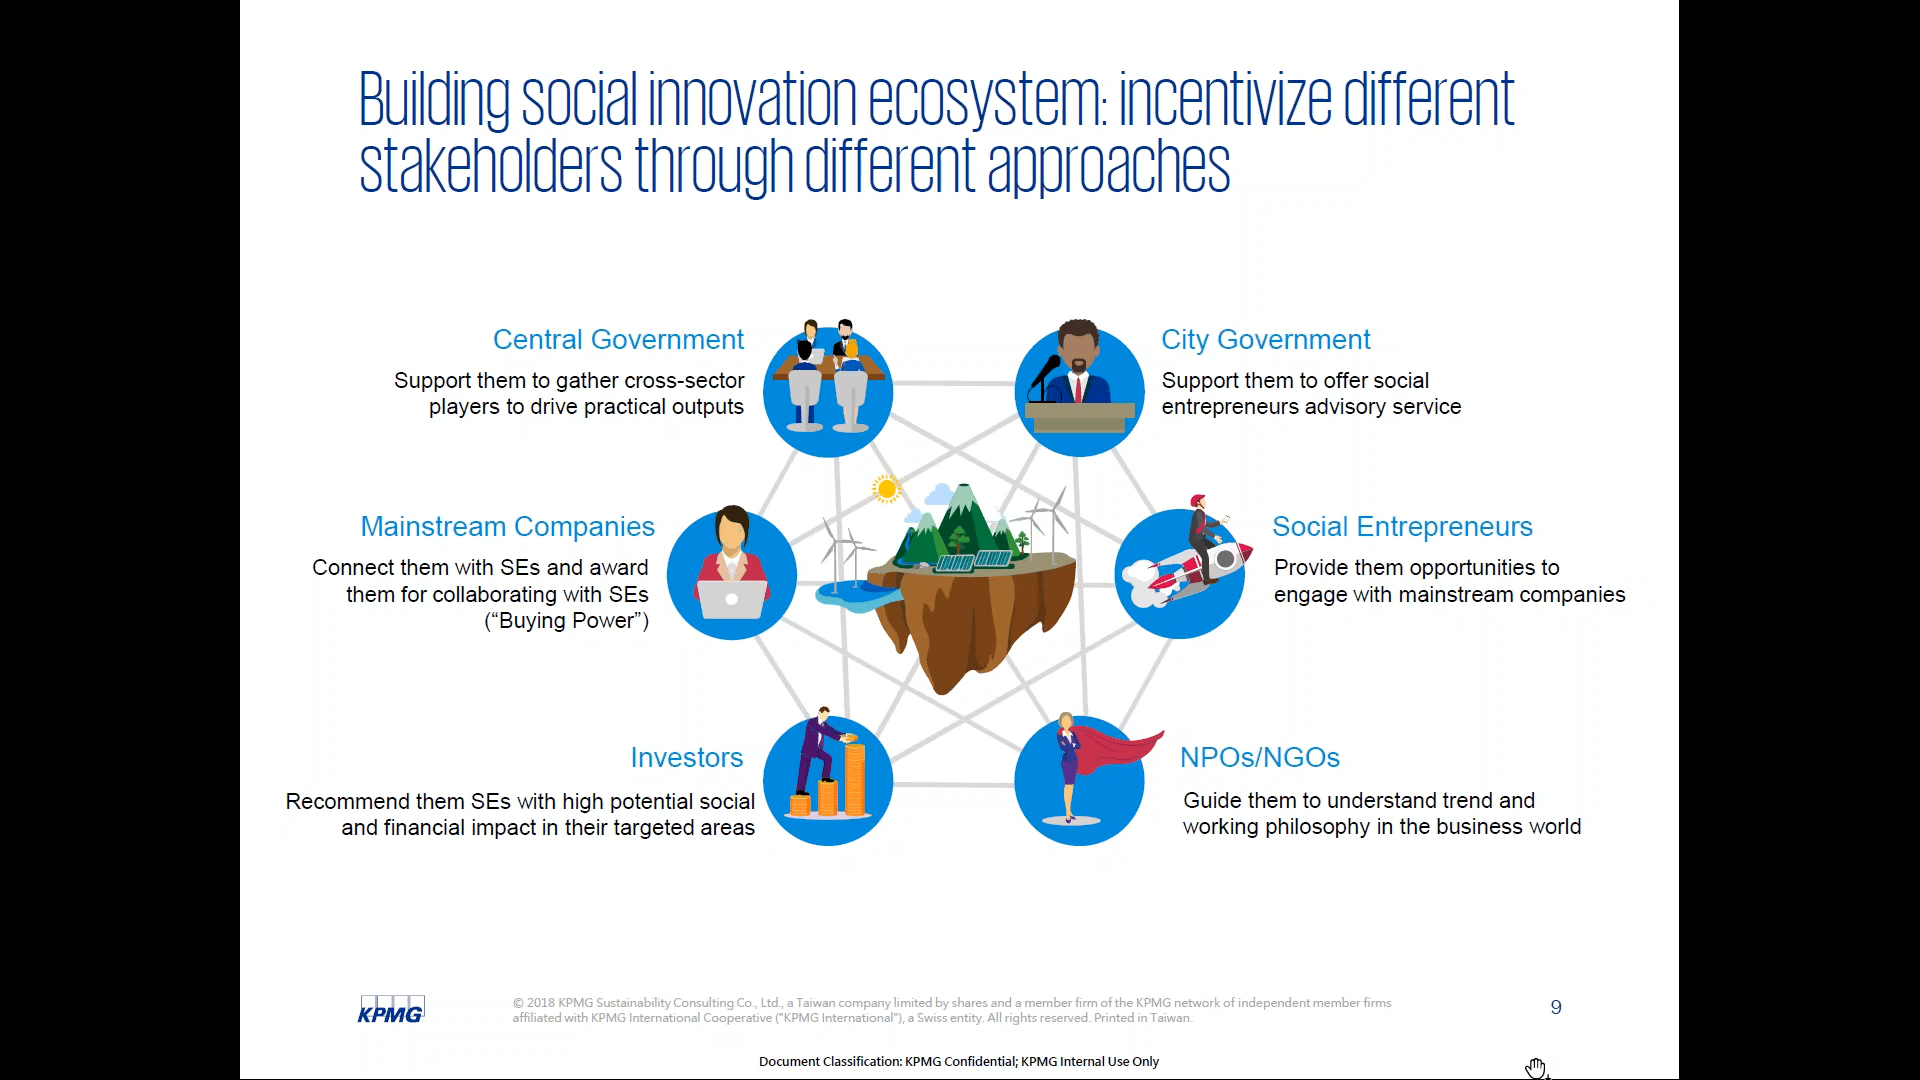 Building social innovation ecosystem: incentivize different
stakeholders through different approaches
Central Government
Support them to gather cross-sector
players to drive practical outputs
City Government
Support them to offer social
entrepreneurs advisory service
Mainstream Companies
Connect them with SEs and award
them for collaborating with SEs
(“Buying Power”)
Social Entrepreneurs
Provide them opportunities to
engage with mainstream companies
Investors
Recommend them SEs with high potential social
and financial impact in their targeted areas
NPOs/NGOs
Guide them to understand trend and
working philosophy in the business world
KPMG
© 2018 KPMG Sustainability Consulting Co., Ltd., a Taiwan company limited by shares and a member firm of the KPMG network of independent member firms
affiliated with KPMG International Cooperative ("KPMG International"), a Swiss entity. All rights reserved. Printed in Taiwan.
9
Document Classification: KPMG Confidential; KPMG Internal Use Only